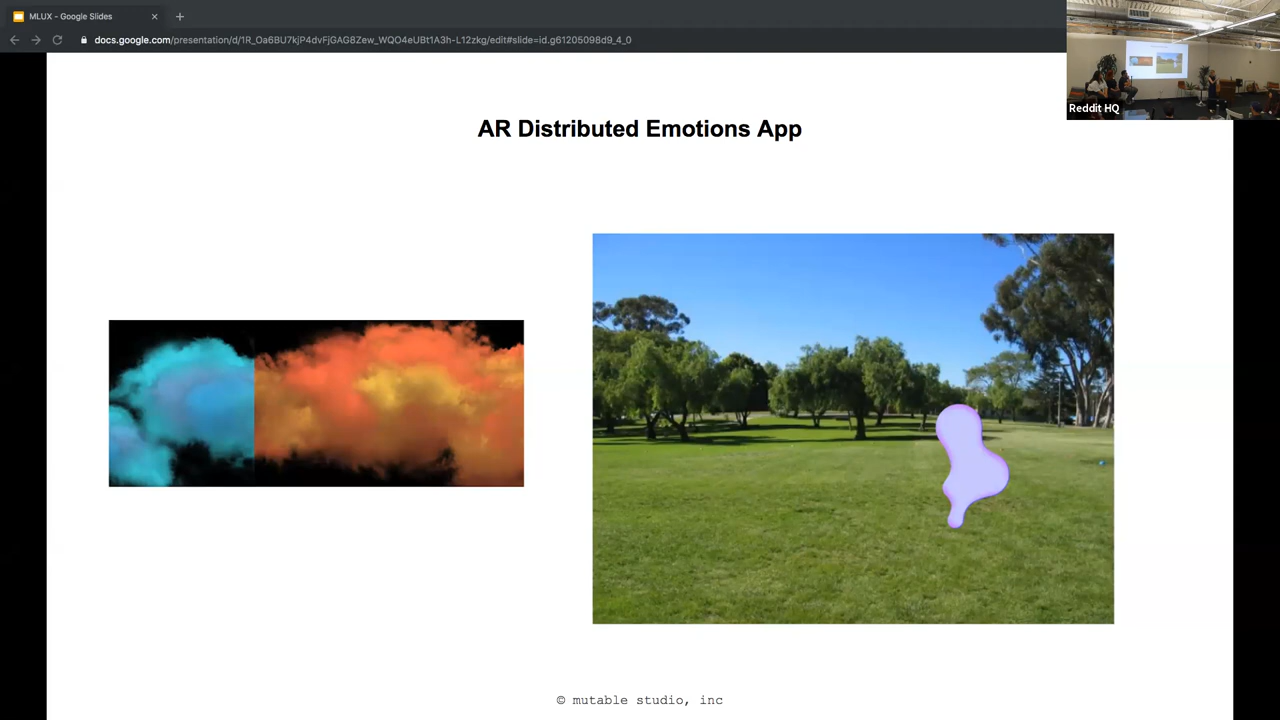 MLUX - Google Slides
docs.google.com/presentation/d/1R_Oa6BU7kjP4dvFjGAG8Zew_WQO4eUBt1A3h-L12zkg/edit#slide=id.g61205098d9_4_0
Reddit HQ
AR Distributed Emotions App
© mutable studio, inc